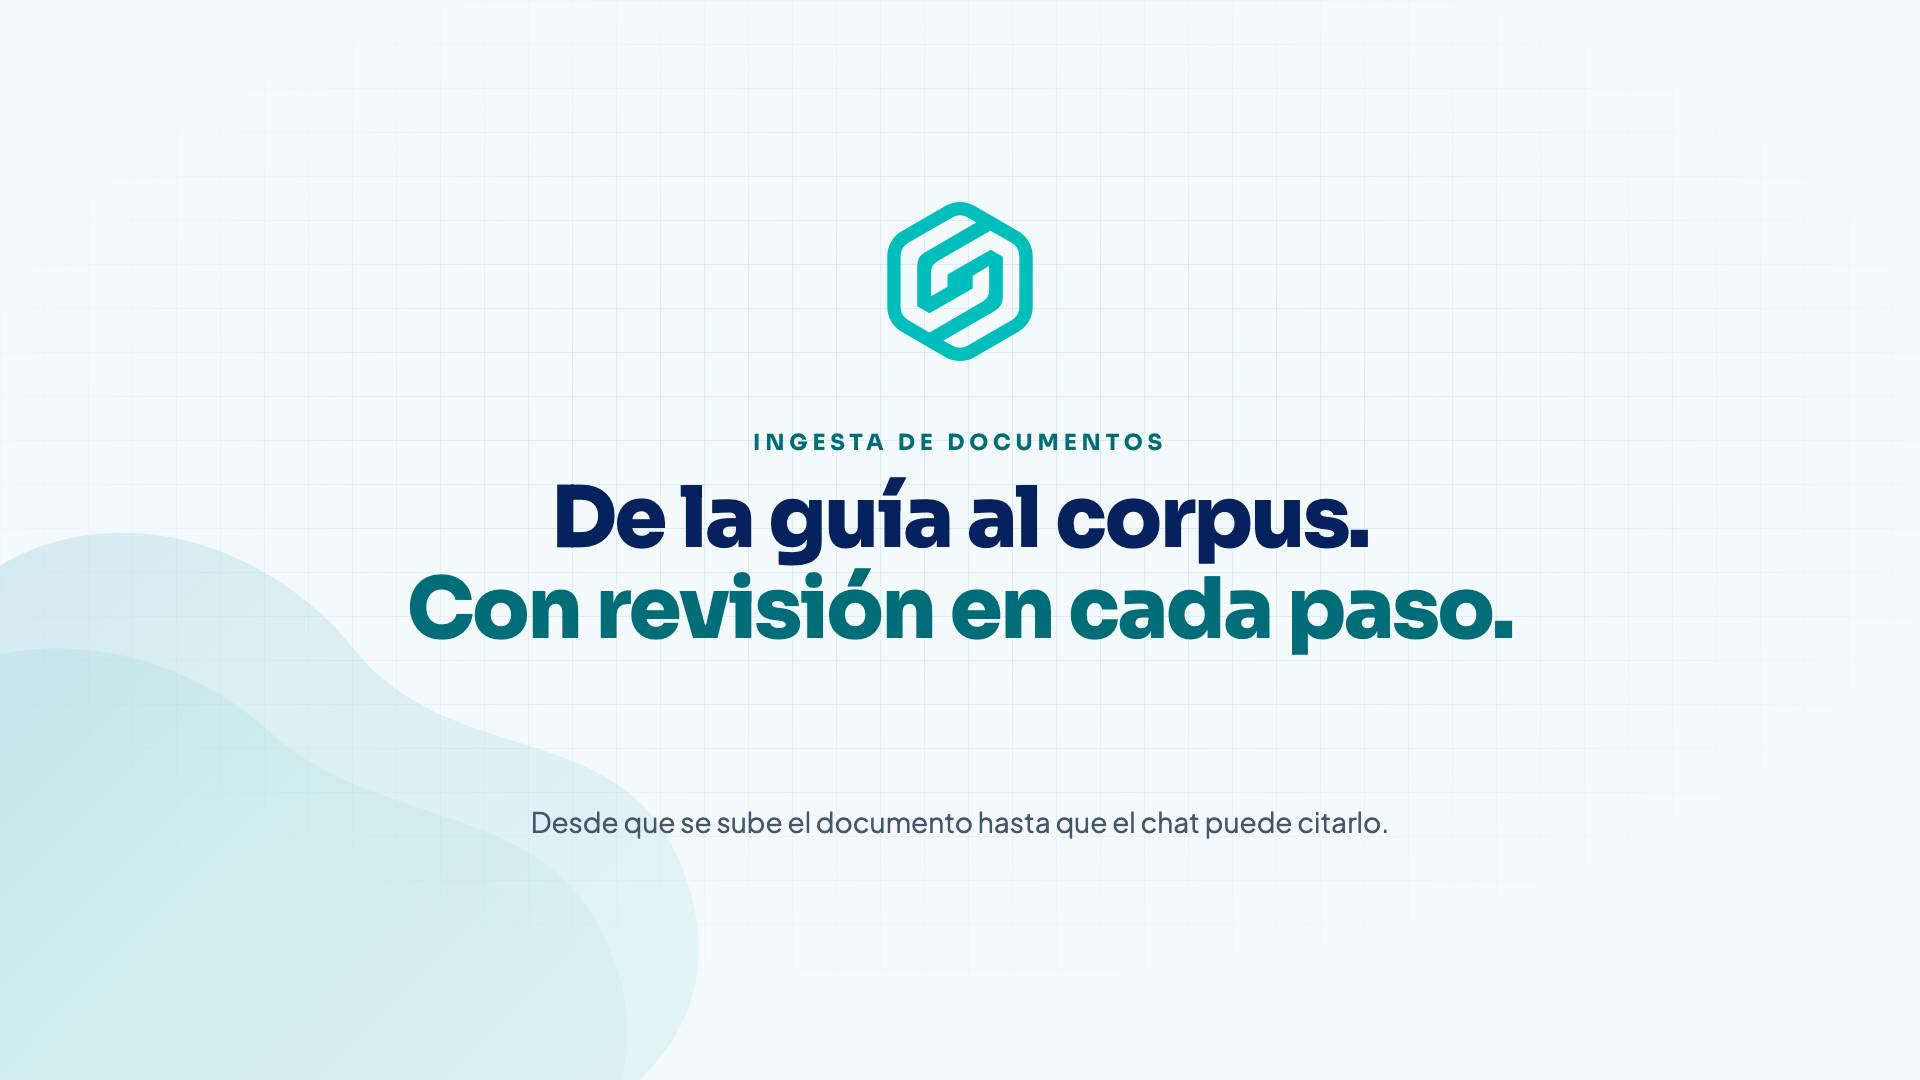 INGESTA DE DOCUMENTOS
De la guía al corpus.
Con revisión en cada paso.
Desde que se sube el documento hasta que el chat puede citarlo.